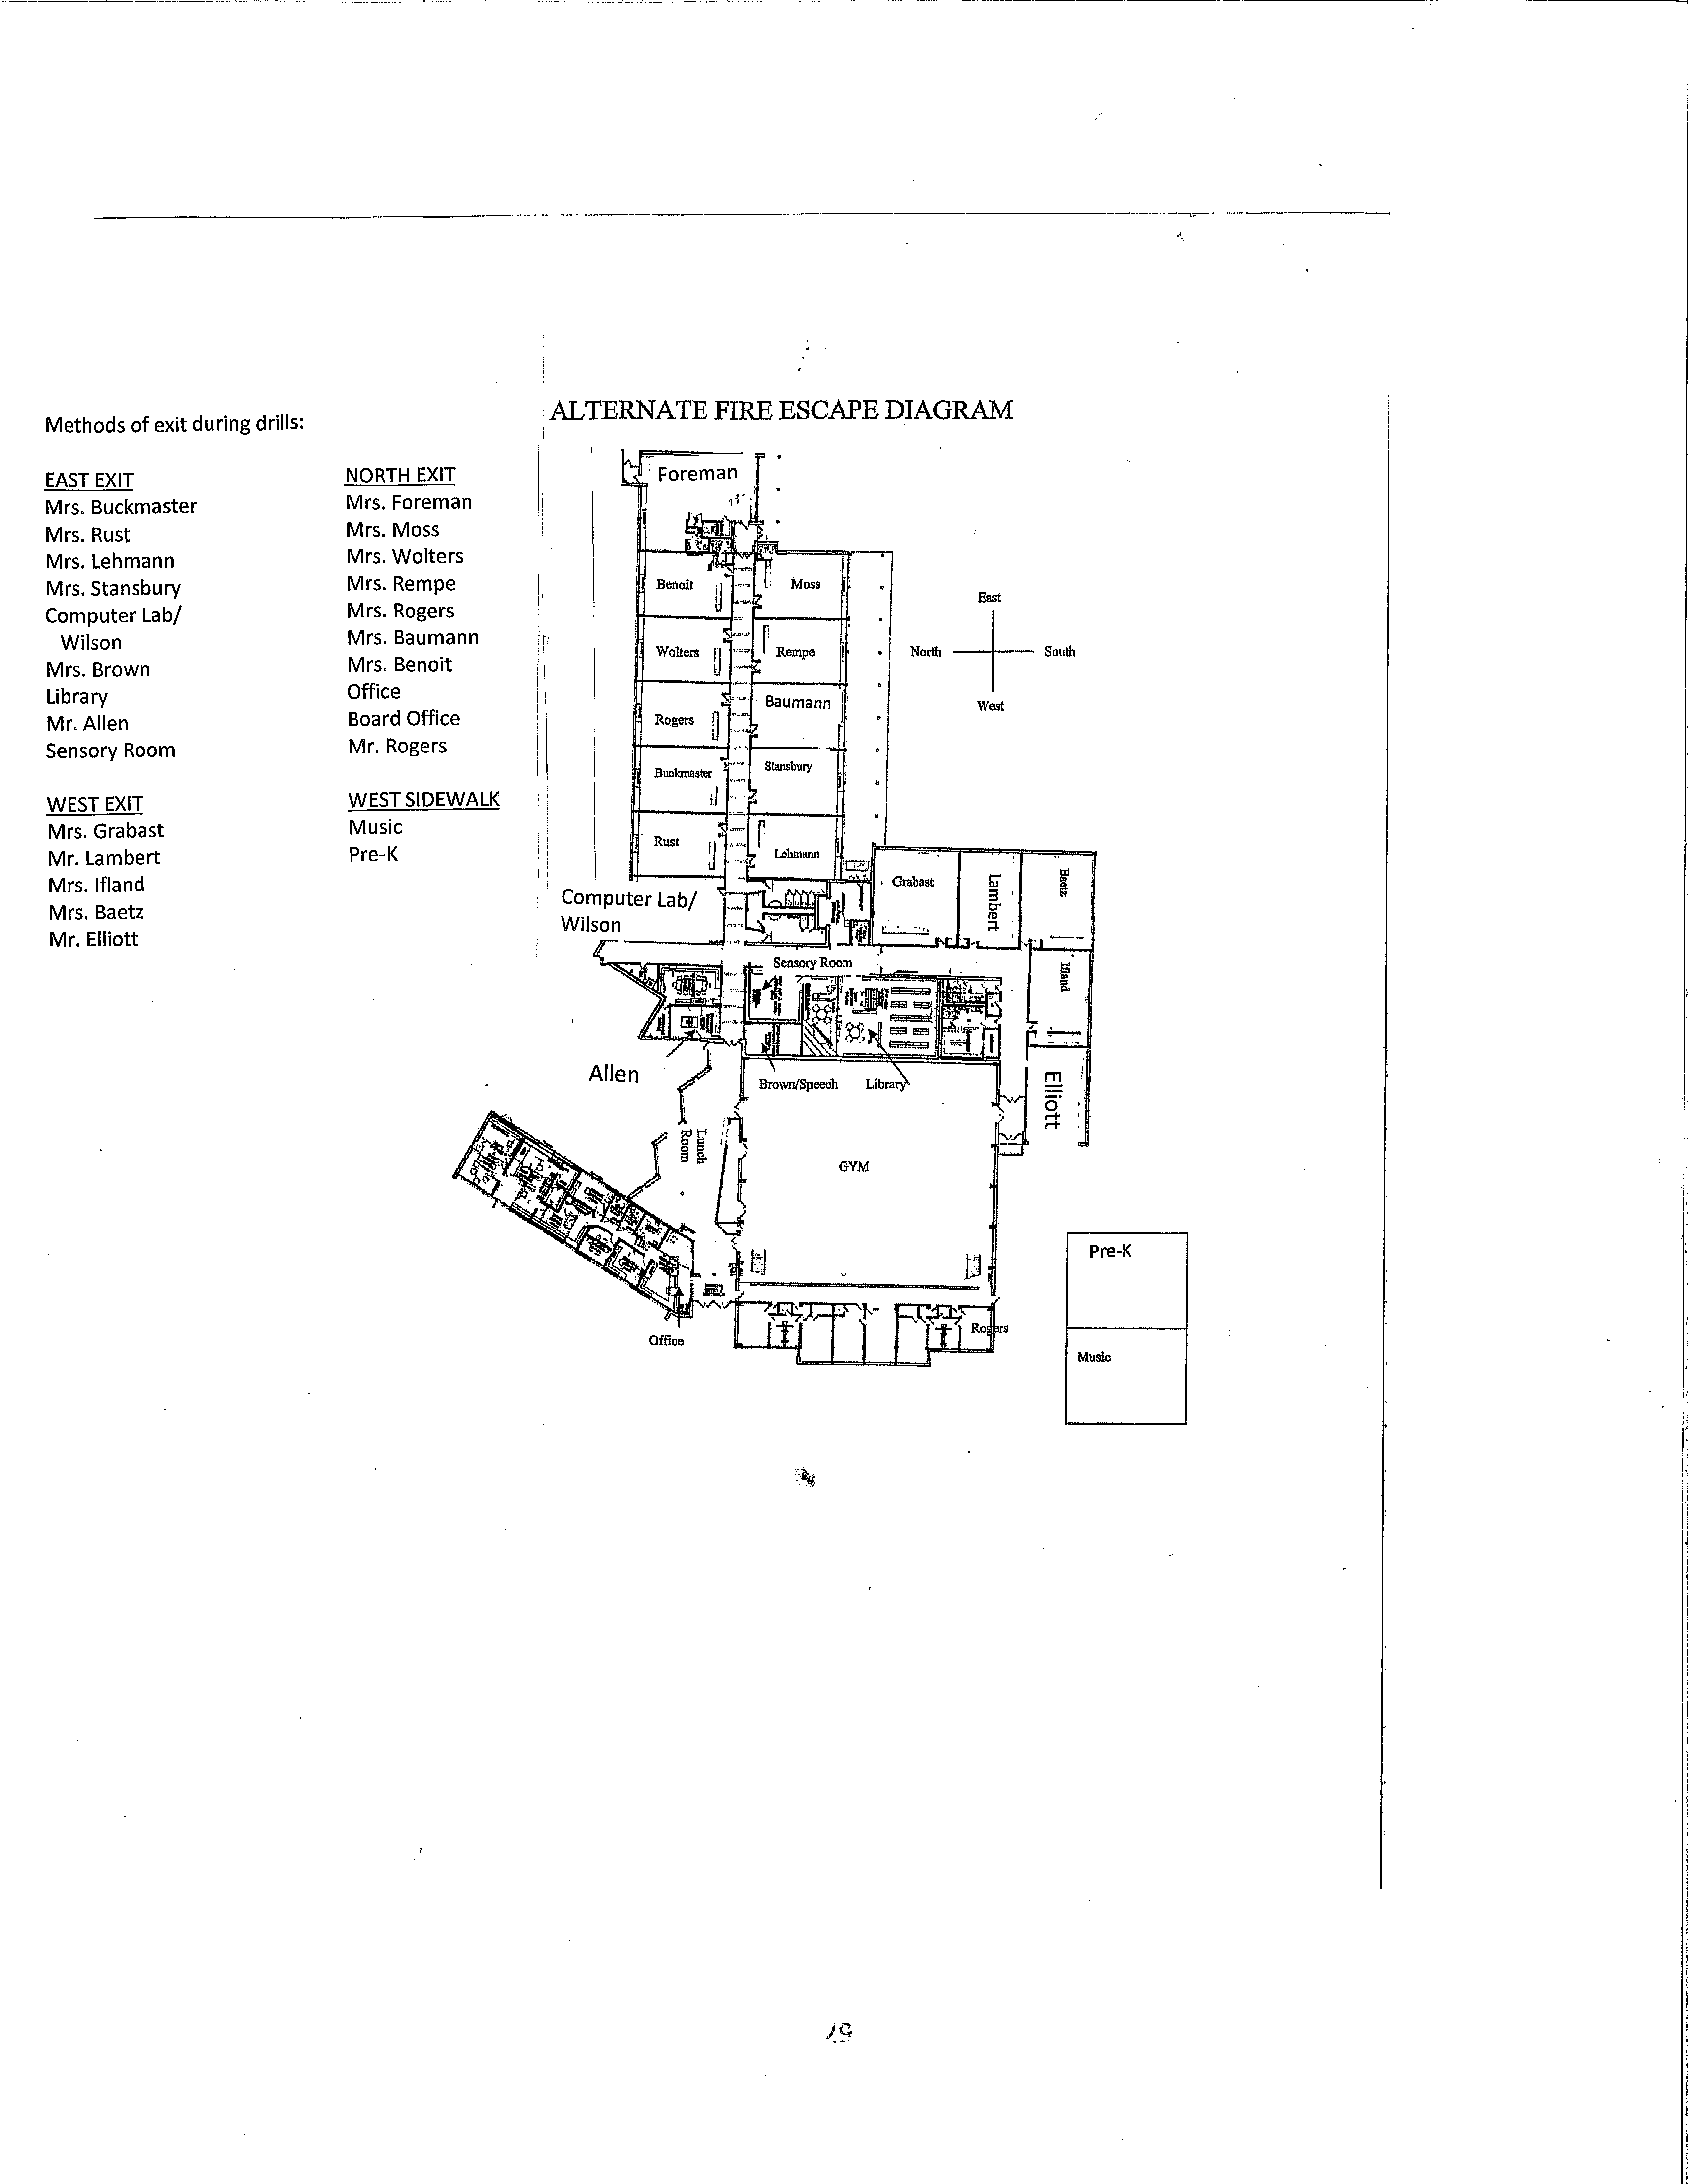 ALTERNATE FIRE ESCAPE DIAGRAM
Methods of exit during drills:
EAST EXIT
Mrs. Buckmaster
Mrs. Rust
Mrs. Lehmann
Mrs. Stansbury
Computer Lab/
Wilson
Mrs. Brown
Library
Mr. Allen
Sensory Room
WEST EXIT
Mrs. Grabast
Mr. Lambert
Mrs. Ifland
Mrs. Baetz
Mr. Elliott
NORTH EXIT
Mrs. Foreman
Mrs. Moss
Mrs. Wolters
Mrs. Rempe
Mrs. Rogers
Mrs. Baumann
Mrs. Benoit
Office
Board Office
Mr. Rogers
WEST SIDEWALK
Music
Pre-K
Foreman
Benoit
Moss
Wolters
Rempe
Rogers
Baumann
Buckmaster
Stansbury
Rust
Lehmann
East
North
South
West
Computer Lab/
Wilson
Grabast
Lambert
Baetz
Sensory Room
Ifland
Allen
Brown/Speech
Library
Elliott
Lunch
Room
GYM
Office
Rogers
Pre-K
Music